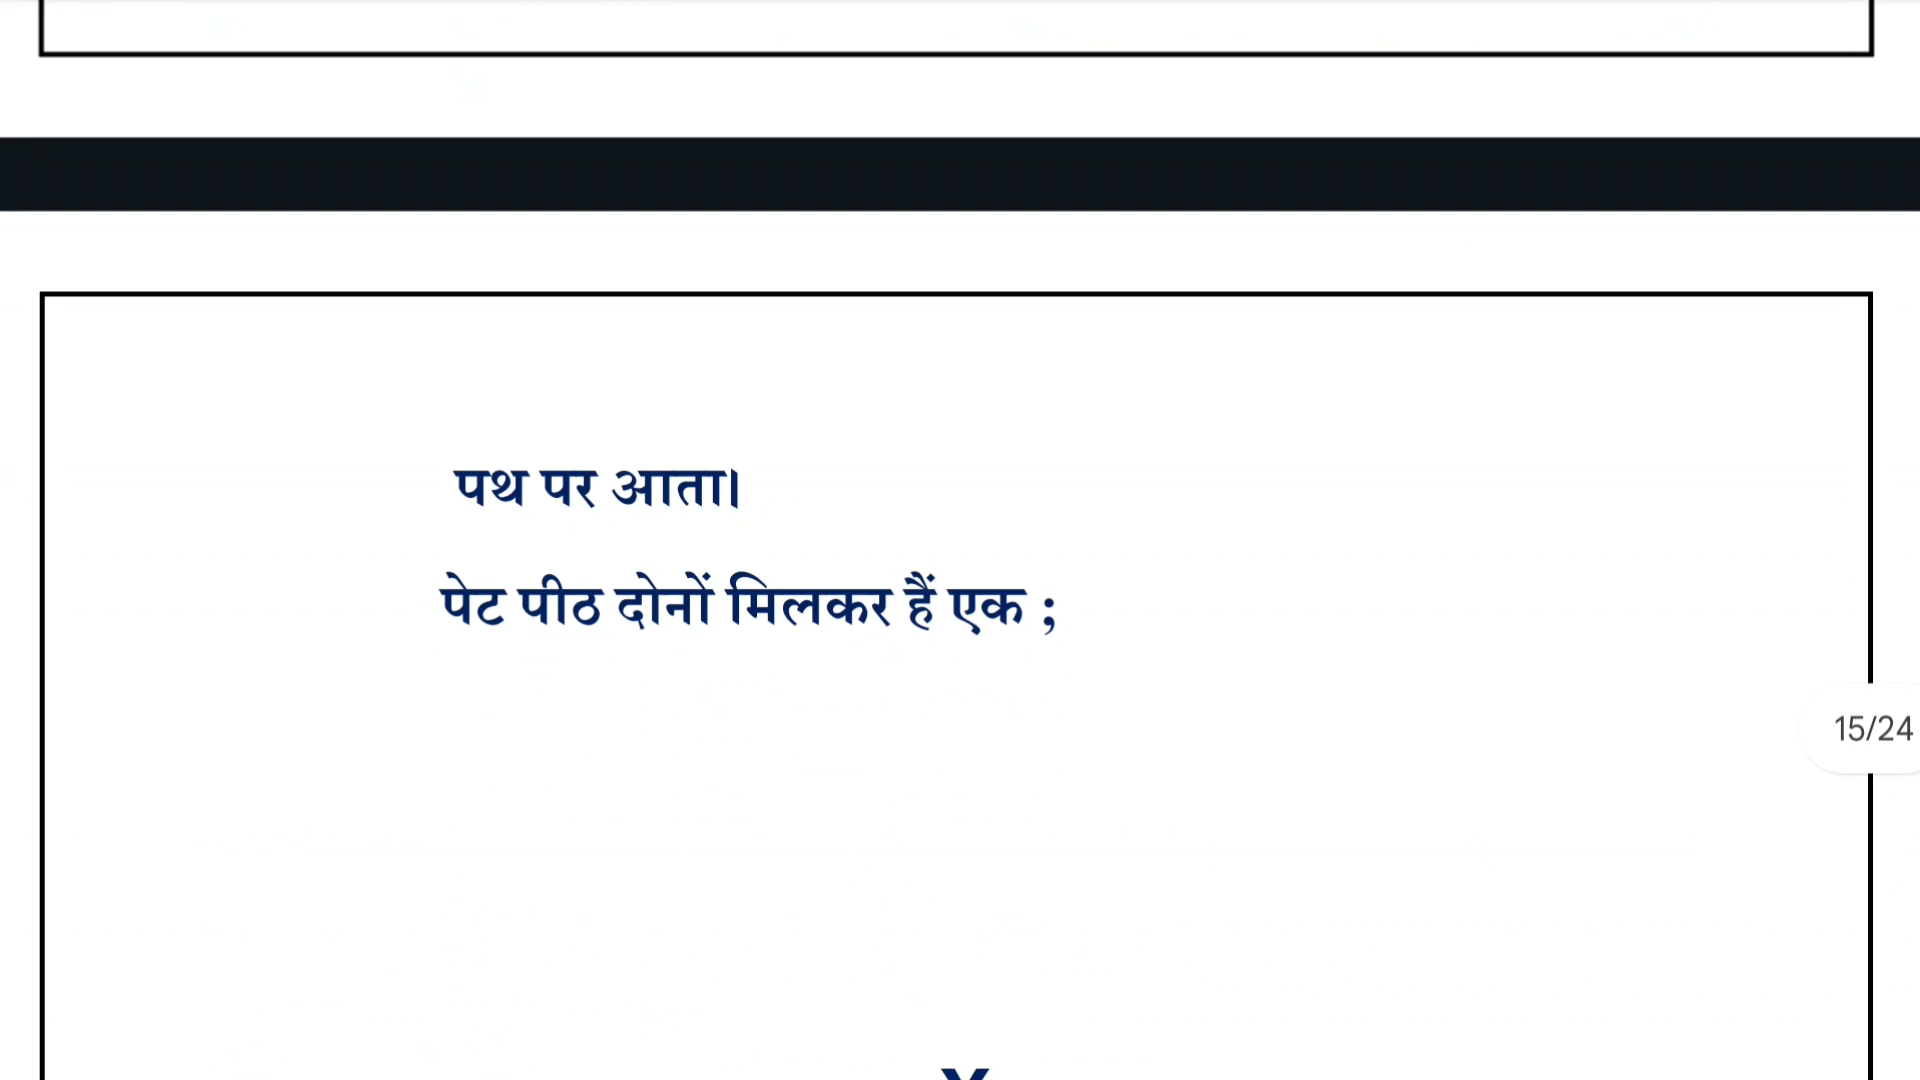 पथ पर आता।
पेट पीठ दोनों मिलकर हैं एक ;
15/24